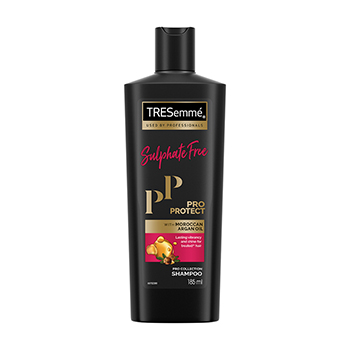 TRESemmé
USED BY PROFESSIONALS
Sulphate Free
PP
PRO
PROTECT
WITH MOROCCAN
ARGAN OIL
Lasting vibrancy
and shine for
treated* hair
PRO COLLECTION
SHAMPOO
185 ml